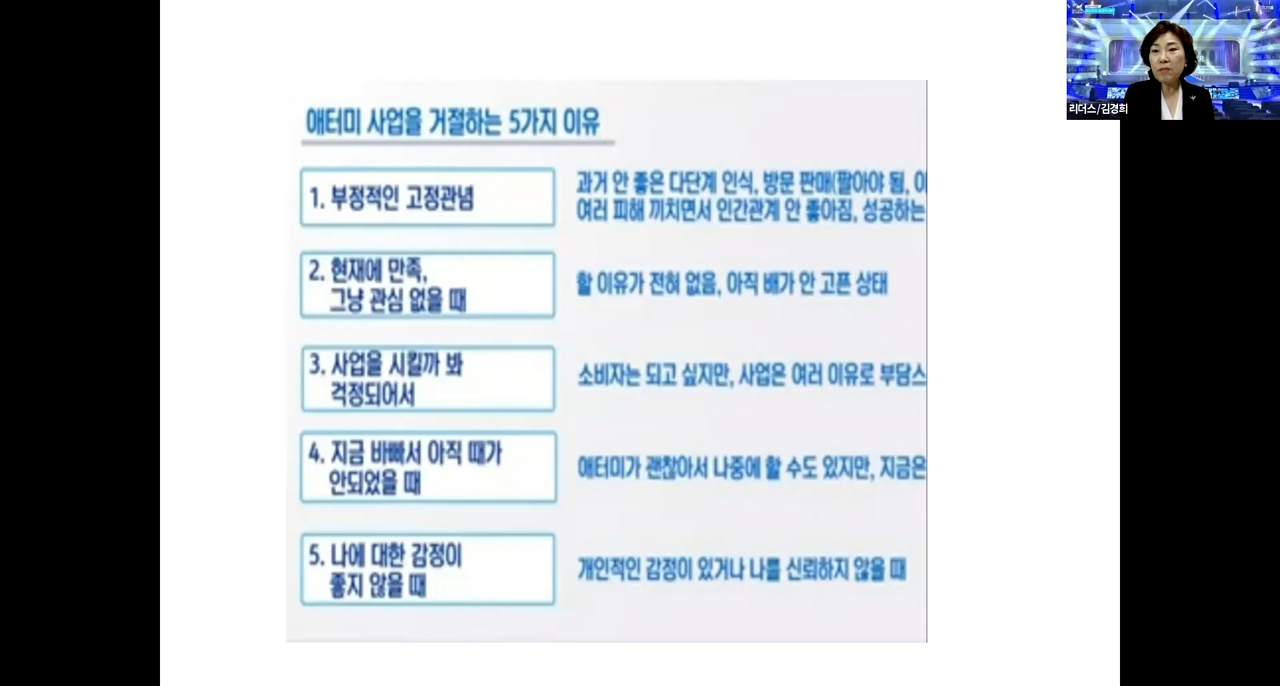 애터미 사업을 거절하는 5가지 이유
1. 부정적인 고정관념
과거 안 좋은 다단계 인식, 방문 판매(팔아야 됨,
여러 피해 끼치면서 인간관계 안 좋아짐, 성공하는
2. 현재에 만족,
그냥 관심 없을 때
할 이유가 전혀 없음, 아직 배가 안 고픈 상태
3. 사업을 시킬까 봐
걱정되어서
소비자는 되고 싶지만, 사업은 여러 이유로 부담스
4. 지금 바빠서 아직 때가
안되었을 때
애터미가 괜찮아서 나중에 할 수도 있지만, 지금은
5. 나에 대한 감정이
좋지 않을 때
개인적인 감정이 있거나 나를 신뢰하지 않을 때
리더스/김경희